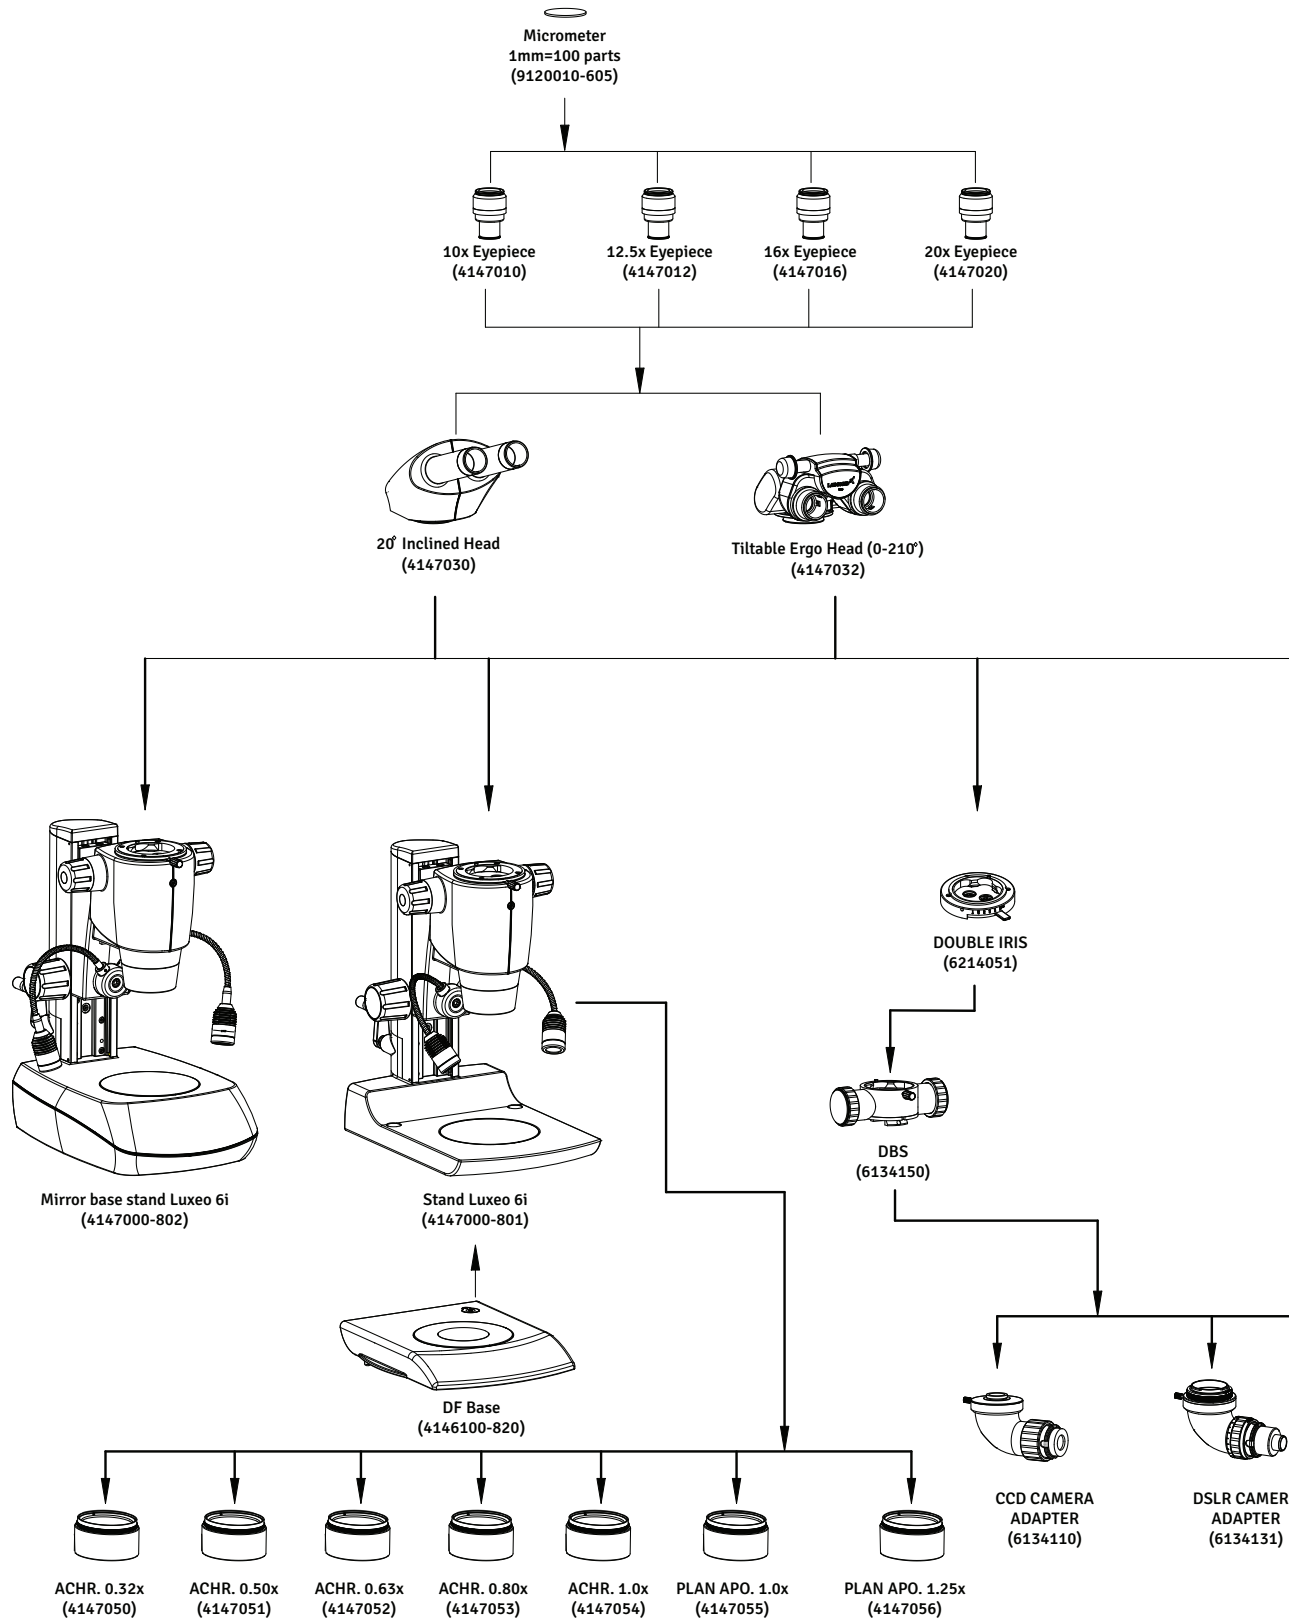 Micrometer
1mm=100 parts
(9120010-605)
10x Eyepiece
(4147010)
12.5x Eyepiece
(4147012)
16x Eyepiece
(4147016)
20x Eyepiece
(4147020)
20° Inclined Head
(4147030)
Tiltable Ergo Head (0-210°)
(4147032)
DOUBLE IRIS
(6214051)
DBS
(6134150)
Mirror base stand Luxeo 6i
(4147000-802)
Stand Luxeo 6i
(4147000-801)
DF Base
(4146100-820)
CCD CAMERA
ADAPTER
(6134110)
DSLR CAMER
ADAPTER
(6134131)
ACHR. 0.32x
(4147050)
ACHR. 0.50x
(4147051)
ACHR. 0.63x
(4147052)
ACHR. 0.80x
(4147053)
ACHR. 1.0x
(4147054)
PLAN APO. 1.0x
(4147055)
PLAN APO. 1.25x
(4147056)